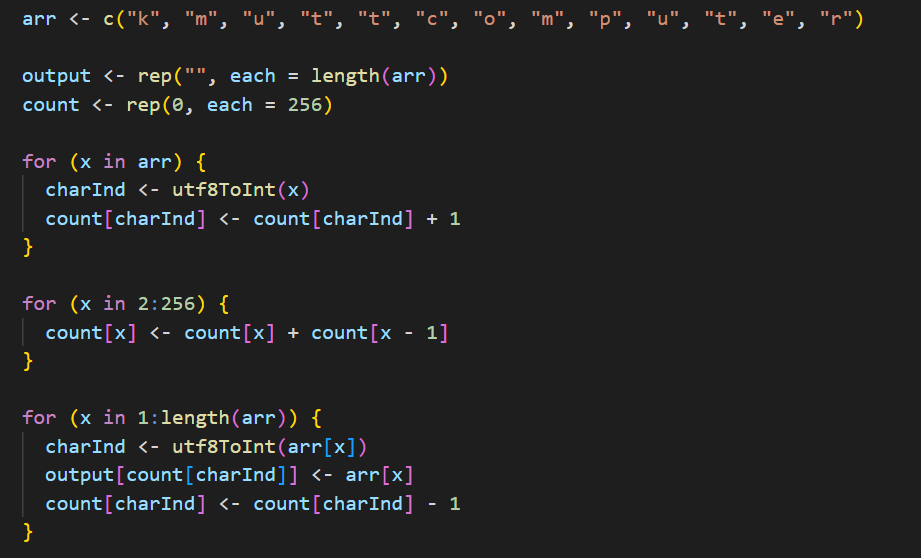 arr <- c("k", "m", "u", "t", "t", "c", "o", "m", "p", "u", "t", "e", "r")
output <- rep("", each = length(arr))
count <- rep(0, each = 256)
for (x in arr) {
charInd <- utf8ToInt(x)
count[charInd] <- count[charInd] + 1
}
for (x in 2:256) {
count[x] <- count[x] + count[x - 1]
}
for (x in 1:length(arr)) {
charInd <- utf8ToInt(arr[x])
output[count[charInd]] <- arr[x]
count[charInd] <- count[charInd] - 1
}